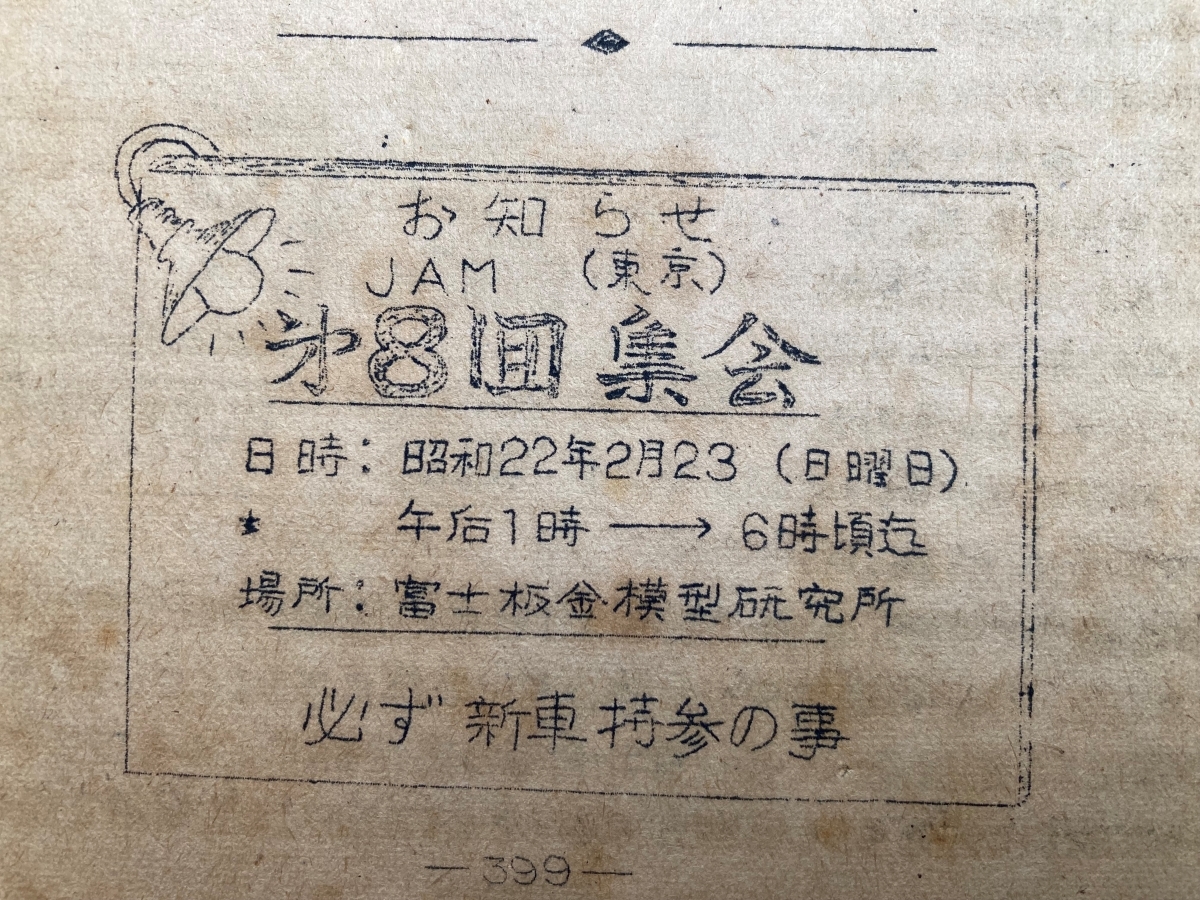 お知らせ
JAM (東京)
第8回集会
日時: 昭和22年2月23 (日曜日)
午后1時 → 6時頃迄
場所: 富士板金模型研究所
必ず新車持参の事
—399—